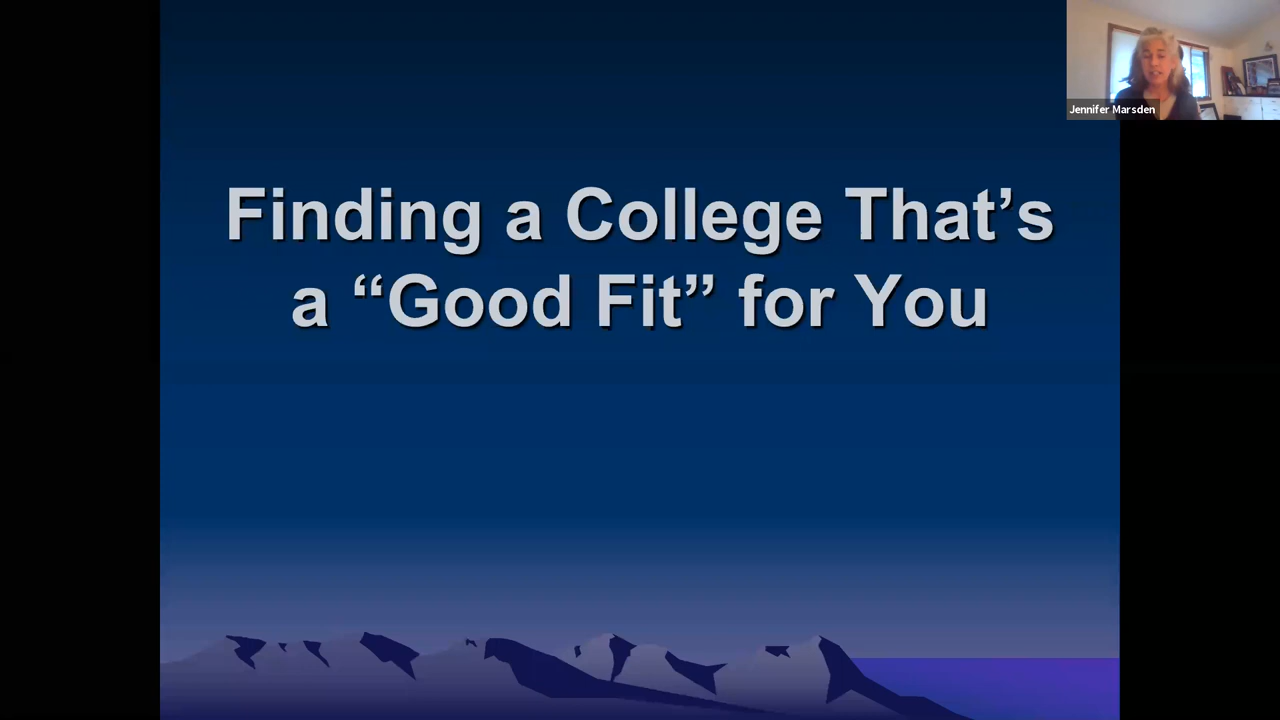 Jennifer Marsden
Finding a College That’s
a “Good Fit” for You